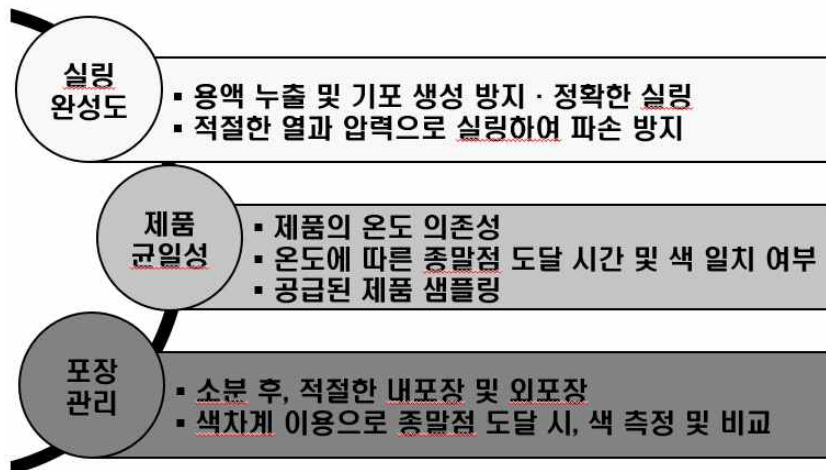 실링
완성도
▪ 용액 누출 및 기포 생성 방지 · 정확한 실링
▪ 적절한 열과 압력으로 실링하여 파손 방지
제품
균일성
▪ 제품의 온도 의존성
▪ 온도에 따른 종말점 도달 시간 및 색 일치 여부
▪ 공급된 제품 샘플링
포장
관리
▪ 소분 후, 적절한 내포장 및 외포장
▪ 색차계 이용으로 종말점 도달 시, 색 측정 및 비교